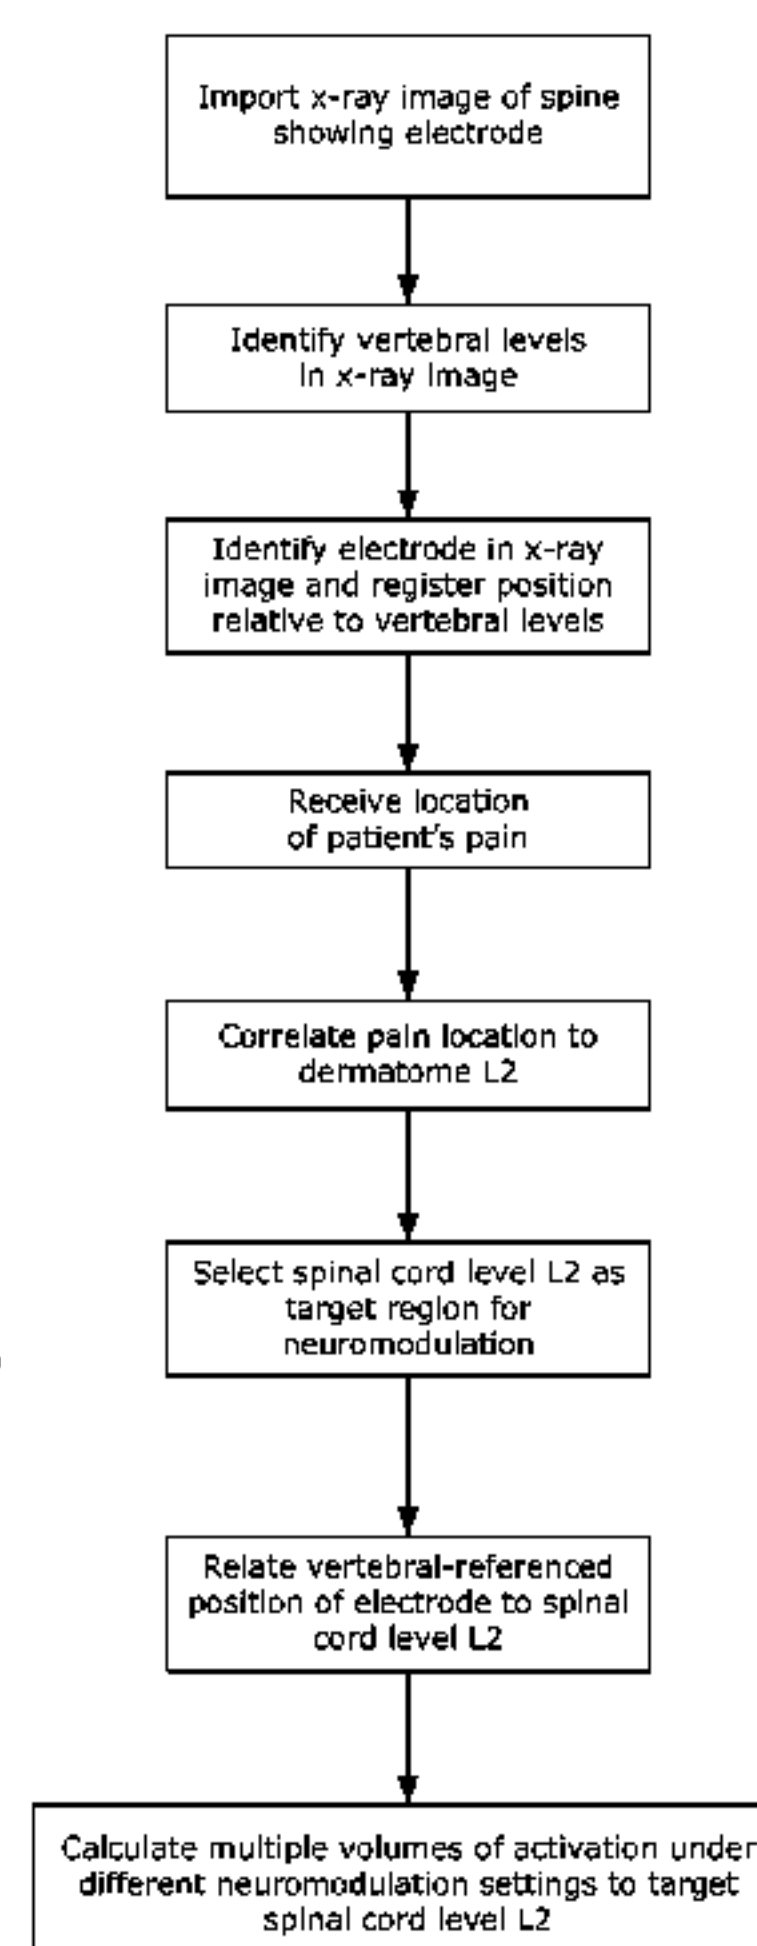 Import x-ray image of spine
showing electrode
Identify vertebral levels
in x-ray image
Identify electrode in x-ray
image and register position
relative to vertebral levels
Receive location
of patient's pain
Correlate pain location to
dermatome L2
Select spinal cord level L2 as
target region for
neuromodulation
Relate vertebral-referenced
position of electrode to spinal
cord level L2
Calculate multiple volumes of activation under
different neuromodulation settings to target
spinal cord level L2